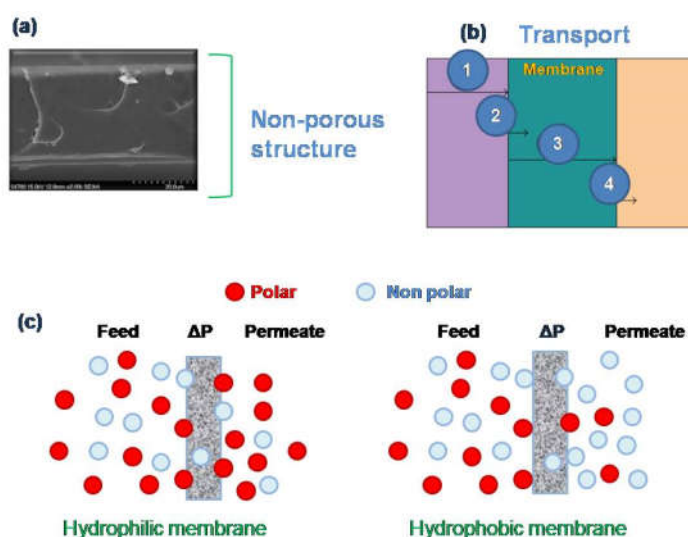 (a)
Non-porous
structure
(b) Transport
1 Membrane
2
3
4
Polar Non polar
(c)
Feed ΔP Permeate Feed ΔP Permeate
Hydrophilic membrane Hydrophobic membrane